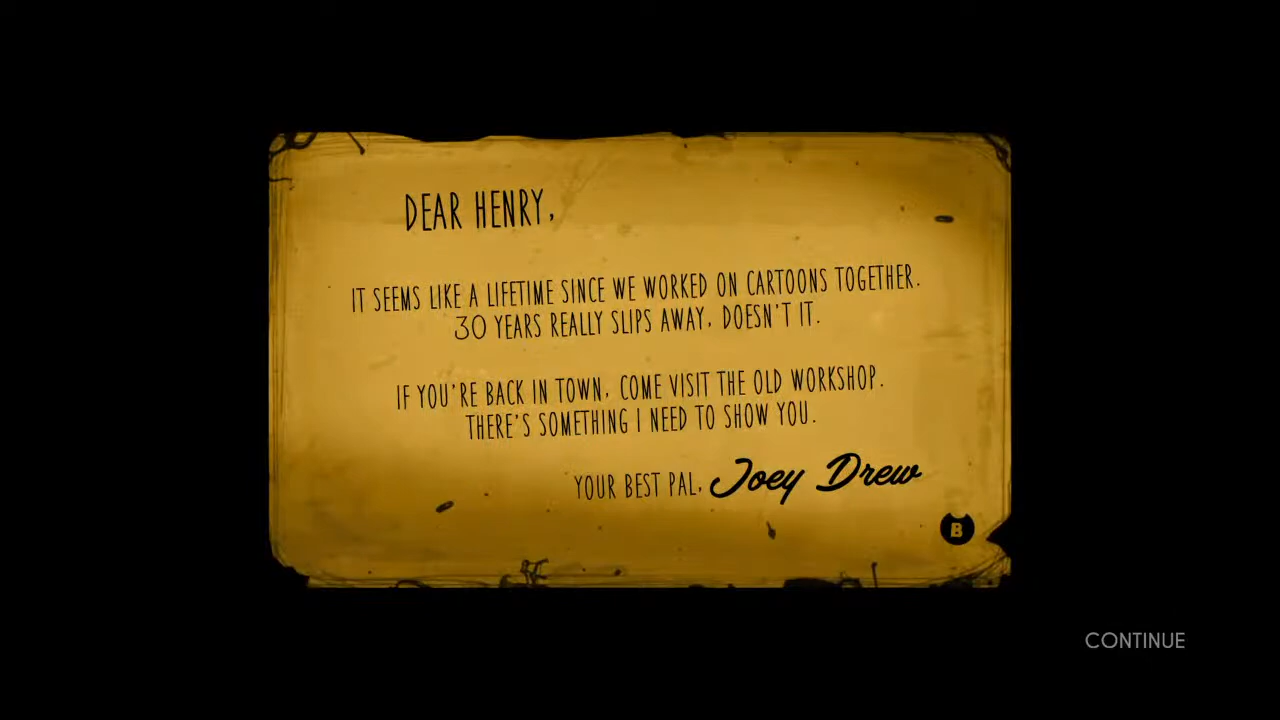 DEAR HENRY,
IT SEEMS LIKE A LIFETIME SINCE WE WORKED ON CARTOONS TOGETHER.
30 YEARS REALLY SLIPS AWAY, DOESN'T IT.
IF YOU'RE BACK IN TOWN, COME VISIT THE OLD WORKSHOP.
THERE'S SOMETHING I NEED TO SHOW YOU.
YOUR BEST PAL, Joey Drew
B
CONTINUE